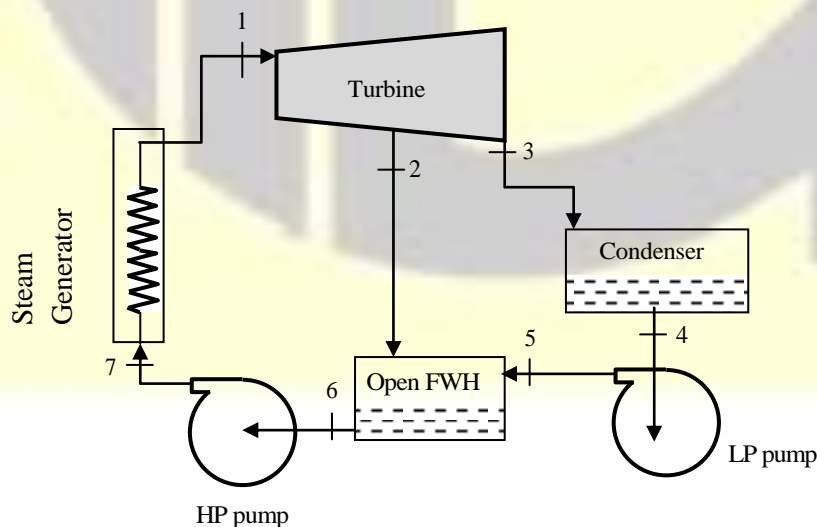 1
Turbine
2
3
Steam
Generator
Condenser
7
6
Open FWH
5
4
HP pump
LP pump